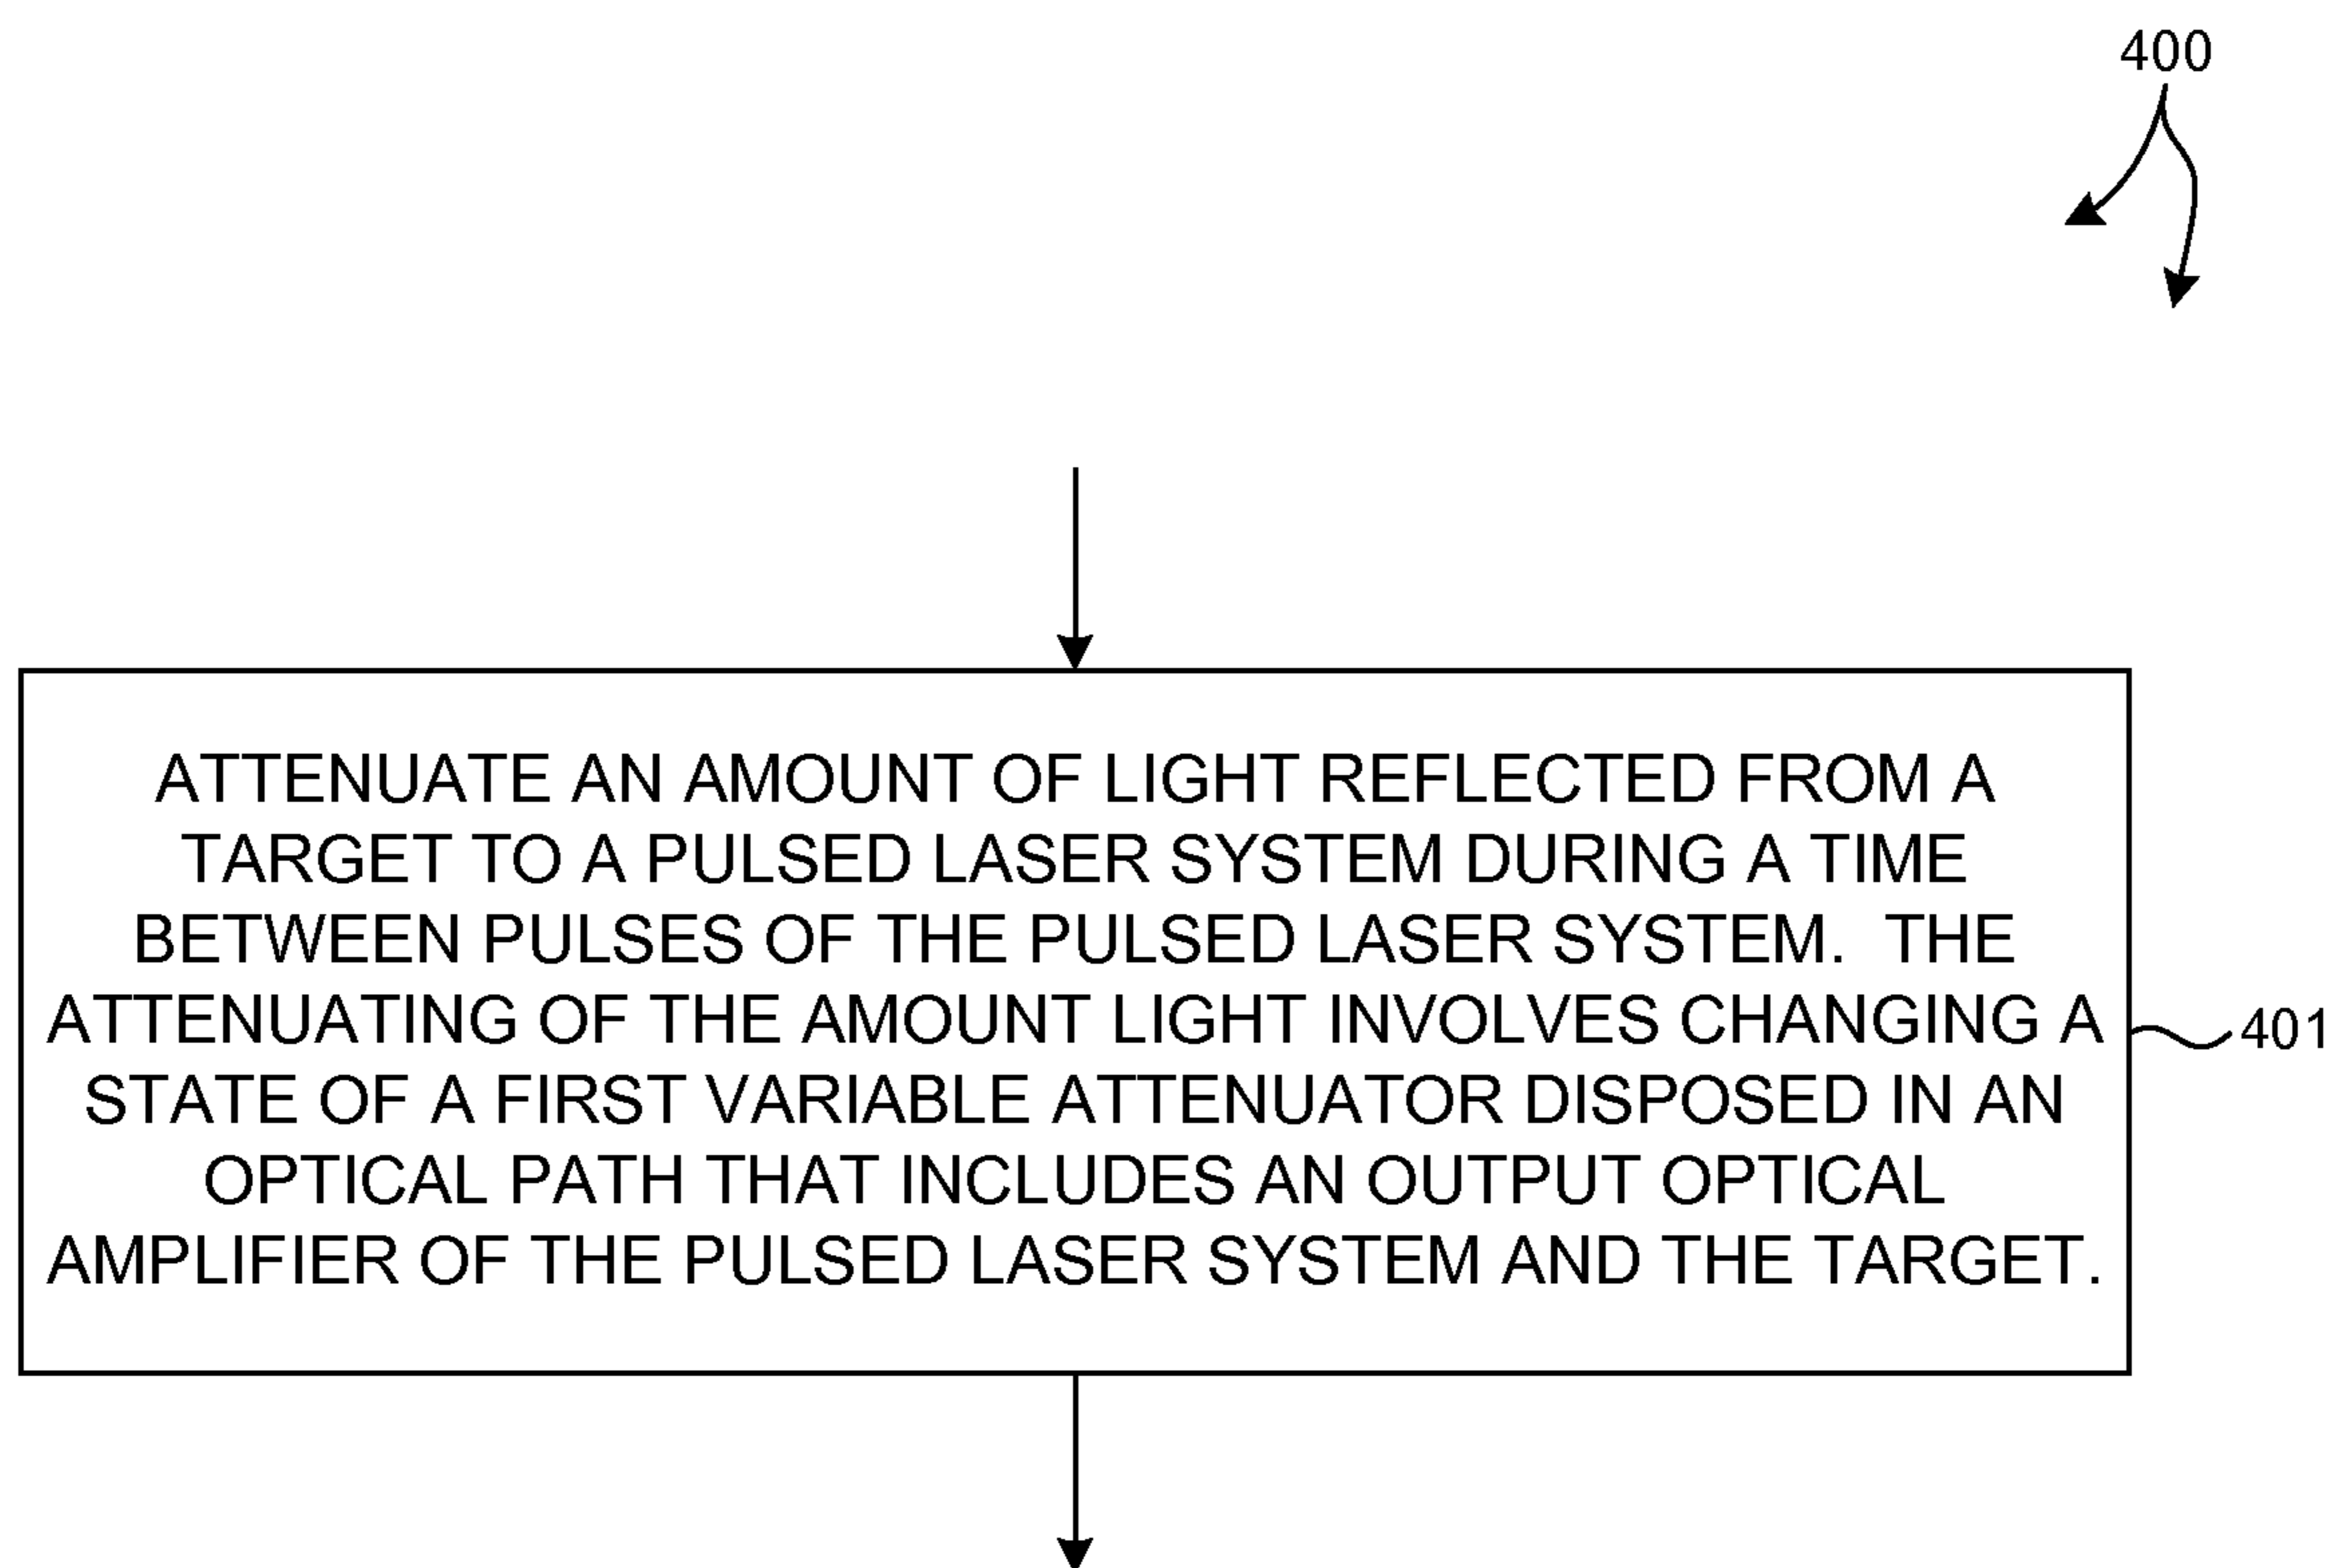 400
ATTENUATE AN AMOUNT OF LIGHT REFLECTED FROM A
TARGET TO A PULSED LASER SYSTEM DURING A TIME
BETWEEN PULSES OF THE PULSED LASER SYSTEM. THE
ATTENUATING OF THE AMOUNT LIGHT INVOLVES CHANGING A
STATE OF A FIRST VARIABLE ATTENUATOR DISPOSED IN AN
OPTICAL PATH THAT INCLUDES AN OUTPUT OPTICAL
AMPLIFIER OF THE PULSED LASER SYSTEM AND THE TARGET.
401